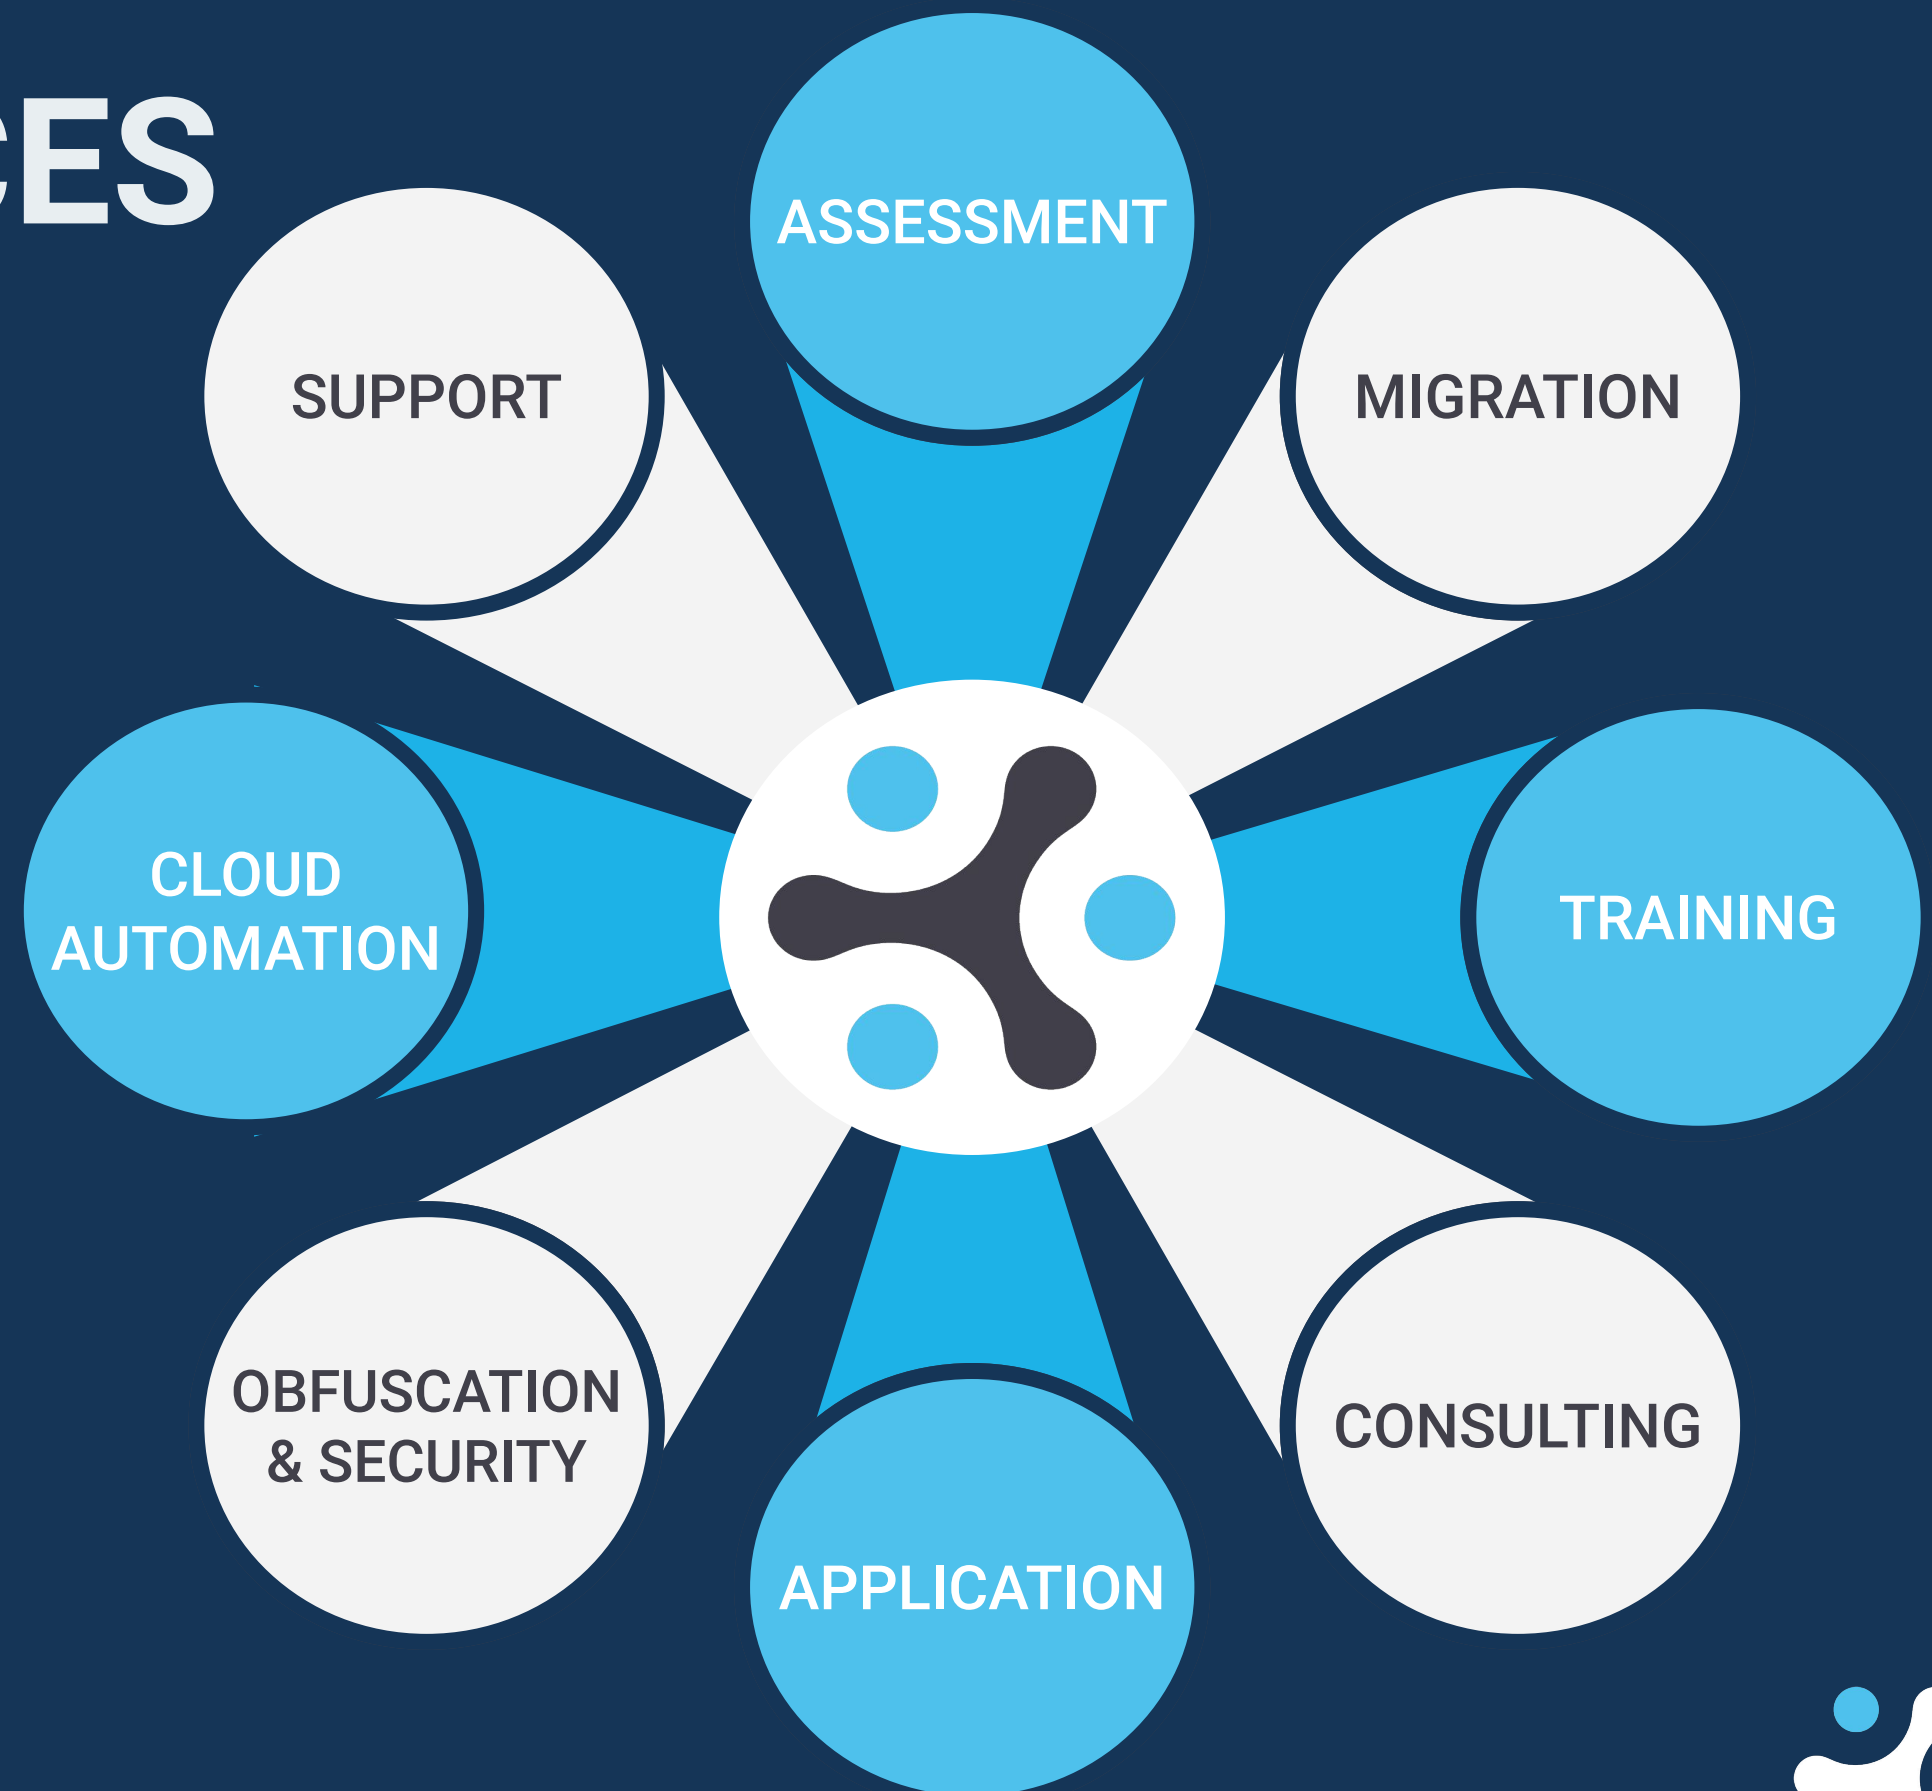 CES
ASSESSMENT
SUPPORT
MIGRATION
CLOUD
AUTOMATION
TRAINING
OBFUSCATION
& SECURITY
CONSULTING
APPLICATION